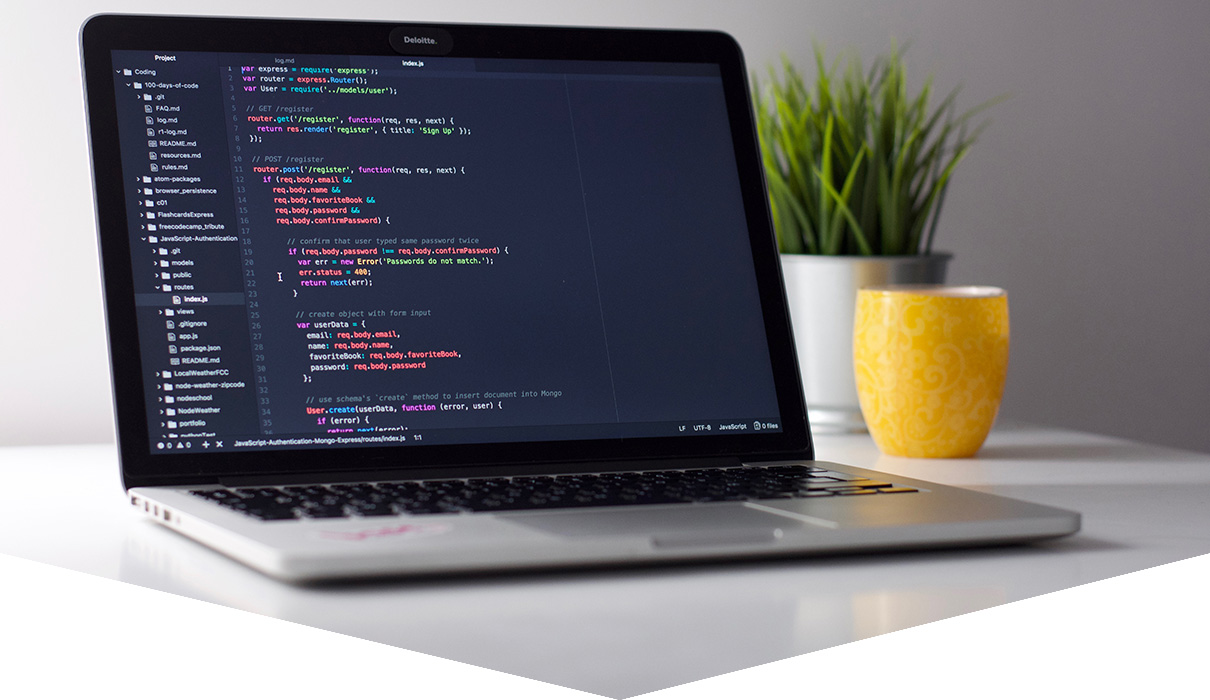 Deloitte.
Project
log.md
index.js
Coding
100-days-of-code
.git
FAQ.md
log.md
r1-log.md
README.md
resources.md
rules.md
atom-packages
browser_persistence
c01
FlashcardsExpress
freecodecamp_tribute
JavaScript-Authentication
.git
models
public
routes
index.js
views
.gitignore
app.js
package.json
README.md
LocalWeatherFCC
node-weather-zipcode
nodeschool
NodeWeather
portfolio
pythonTest
1 var express = require('express');
2 var router = express.Router();
3 var User = require('../models/user');
4
5 // GET /register
6 router.get('/register', function(req, res, next) {
7 return res.render('register', { title: 'Sign Up' });
8 });
9
10 // POST /register
11 router.post('/register', function(req, res, next) {
12 if (req.body.email &&
13 req.body.name &&
14 req.body.favoriteBook &&
15 req.body.password &&
16 req.body.confirmPassword) {
17
18 // confirm that user typed same password twice
19 if (req.body.password !== req.body.confirmPassword) {
20 var err = new Error('Passwords do not match.');
21 err.status = 400;
22 return next(err);
23 }
24
25 // create object with form input
26 var userData = {
27 email: req.body.email,
28 name: req.body.name,
29 favoriteBook: req.body.favoriteBook,
30 password: req.body.password
31 };
32
33 // use schema's `create` method to insert document into Mongo
34 User.create(userData, function (error, user) {
35 if (error) {
36 return next(error);
0 0 JavaScript-Authentication-Mongo-Express/routes/index.js 1:1 LF UTF-8 JavaScript 0 files